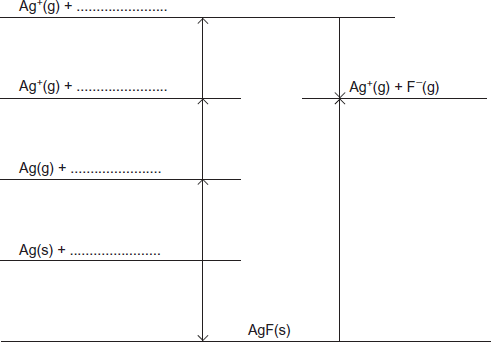 Ag⁺(g) + .......................
Ag⁺(g) + .......................
Ag⁺(g) + F⁻(g)
Ag(g) + .......................
Ag(s) + .......................
AgF(s)